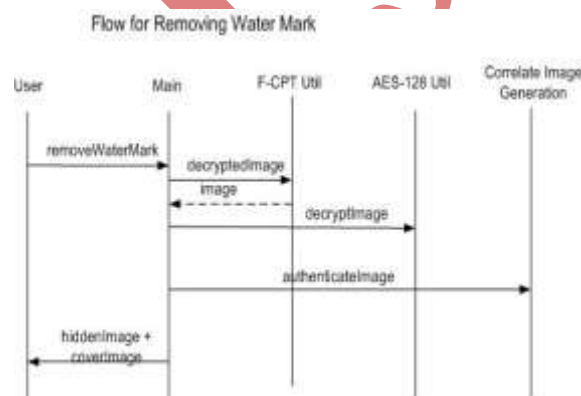 Flow for Removing Water Mark
User
Main
F-CPT Util
AES-128 Util
Correlate Image
Generation
removeWaterMark
decryptedImage
image
decryptImage
authenticateImage
hiddenImage +
coverImage